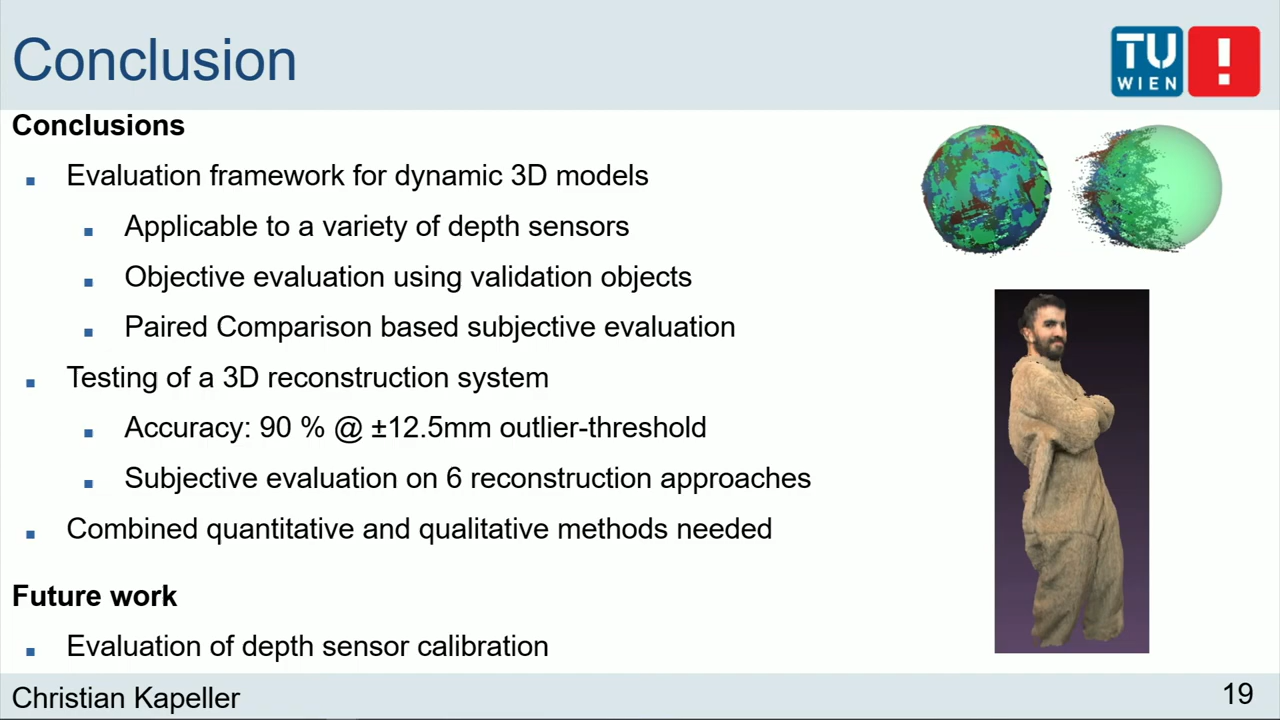 Conclusion
TU
WIEN
!
Conclusions
Evaluation framework for dynamic 3D models
Applicable to a variety of depth sensors
Objective evaluation using validation objects
Paired Comparison based subjective evaluation
Testing of a 3D reconstruction system
Accuracy: 90 % @ ±12.5mm outlier-threshold
Subjective evaluation on 6 reconstruction approaches
Combined quantitative and qualitative methods needed
Future work
Evaluation of depth sensor calibration
Christian Kapeller
19